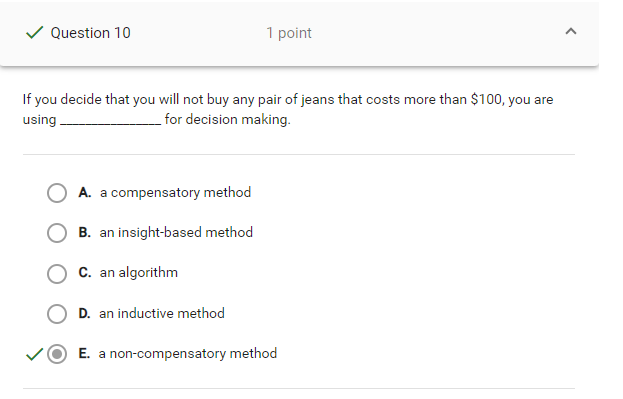 Question 10 1 point
If you decide that you will not buy any pair of jeans that costs more than $100, you are
using ________________ for decision making.
A. a compensatory method
B. an insight-based method
C. an algorithm
D. an inductive method
E. a non-compensatory method